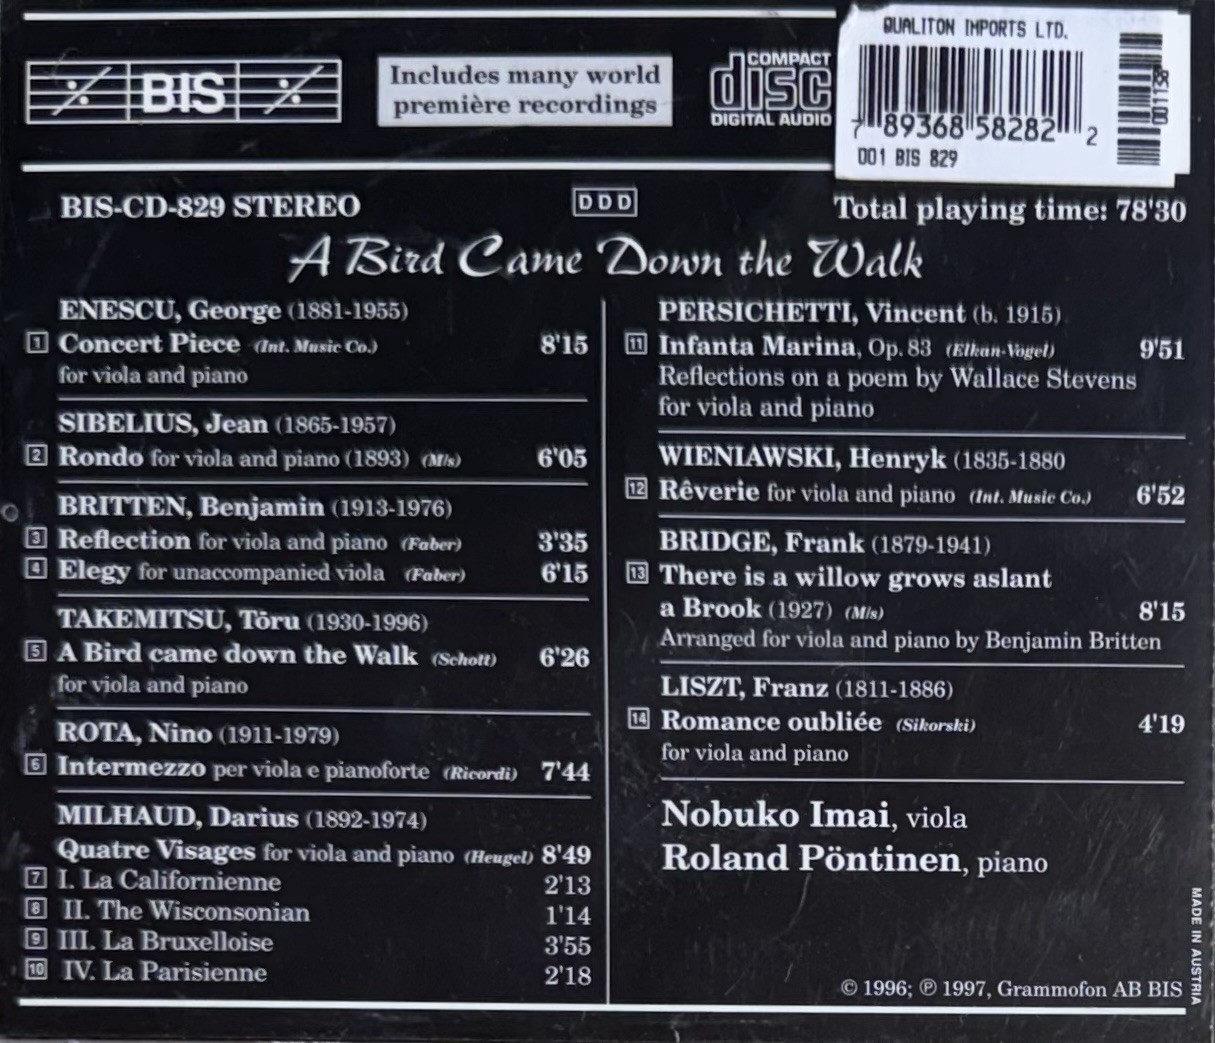 BIS
Includes many world
première recordings
COMPACT
disc
DIGITAL AUDIO
QUALITON IMPORTS LTD.
7 89368 58282 2
001 BIS 829
BIS-CD-829 STEREO
D D D
Total playing time: 78'30
A Bird Came Down the Walk
ENESCU, George (1881-1955)
1 Concert Piece (Int. Music Co.) 8'15
for viola and piano
SIBELIUS, Jean (1865-1957)
2 Rondo for viola and piano (1893) (M/s) 6'05
BRITTEN, Benjamin (1913-1976)
3 Reflection for viola and piano (Faber) 3'35
4 Elegy for unaccompanied viola (Faber) 6'15
TAKEMITSU, Tōru (1930-1996)
5 A Bird came down the Walk (Schott) 6'26
for viola and piano
ROTA, Nino (1911-1979)
6 Intermezzo per viola e pianoforte (Ricordi) 7'44
MILHAUD, Darius (1892-1974)
Quatre Visages for viola and piano (Heugel) 8'49
7 I. La Californienne 2'13
8 II. The Wisconsonian 1'14
9 III. La Bruxelloise 3'55
10 IV. La Parisienne 2'18
PERSICHETTI, Vincent (b. 1915)
11 Infanta Marina, Op. 83 (Elkan-Vogel) 9'51
Reflections on a poem by Wallace Stevens
for viola and piano
WIENIAWSKI, Henryk (1835-1880
12 Rêverie for viola and piano (Int. Music Co.) 6'52
BRIDGE, Frank (1879-1941)
13 There is a willow grows aslant
a Brook (1927) (M/s) 8'15
Arranged for viola and piano by Benjamin Britten
LISZT, Franz (1811-1886)
14 Romance oubliée (Sikorski) 4'19
for viola and piano
Nobuko Imai, viola
Roland Pöntinen, piano
© 1996; ℗ 1997, Grammofon AB BIS
MADE IN AUSTRIA